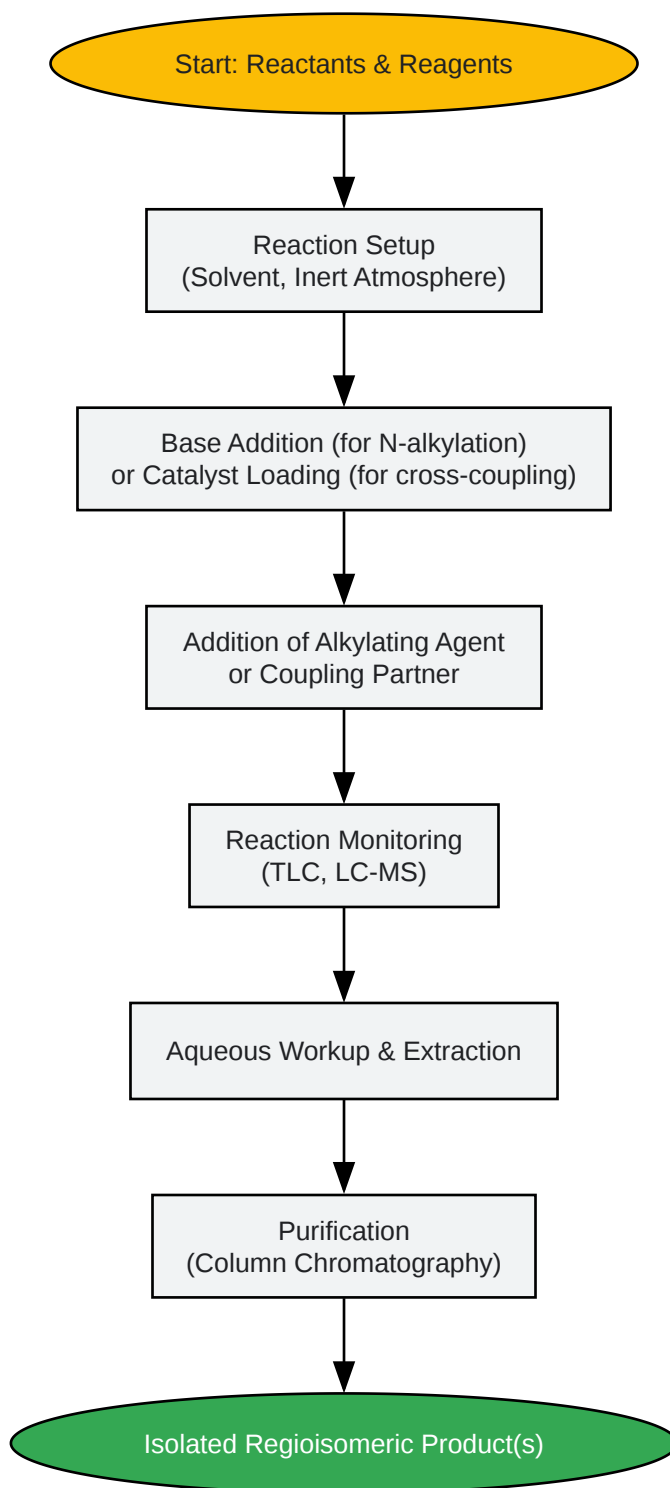 Start: Reactants & Reagents
Reaction Setup
(Solvent, Inert Atmosphere)
Base Addition (for N-alkylation)
or Catalyst Loading (for cross-coupling)
Addition of Alkylating Agent
or Coupling Partner
Reaction Monitoring
(TLC, LC-MS)
Aqueous Workup & Extraction
Purification
(Column Chromatography)
Isolated Regioisomeric Product(s)